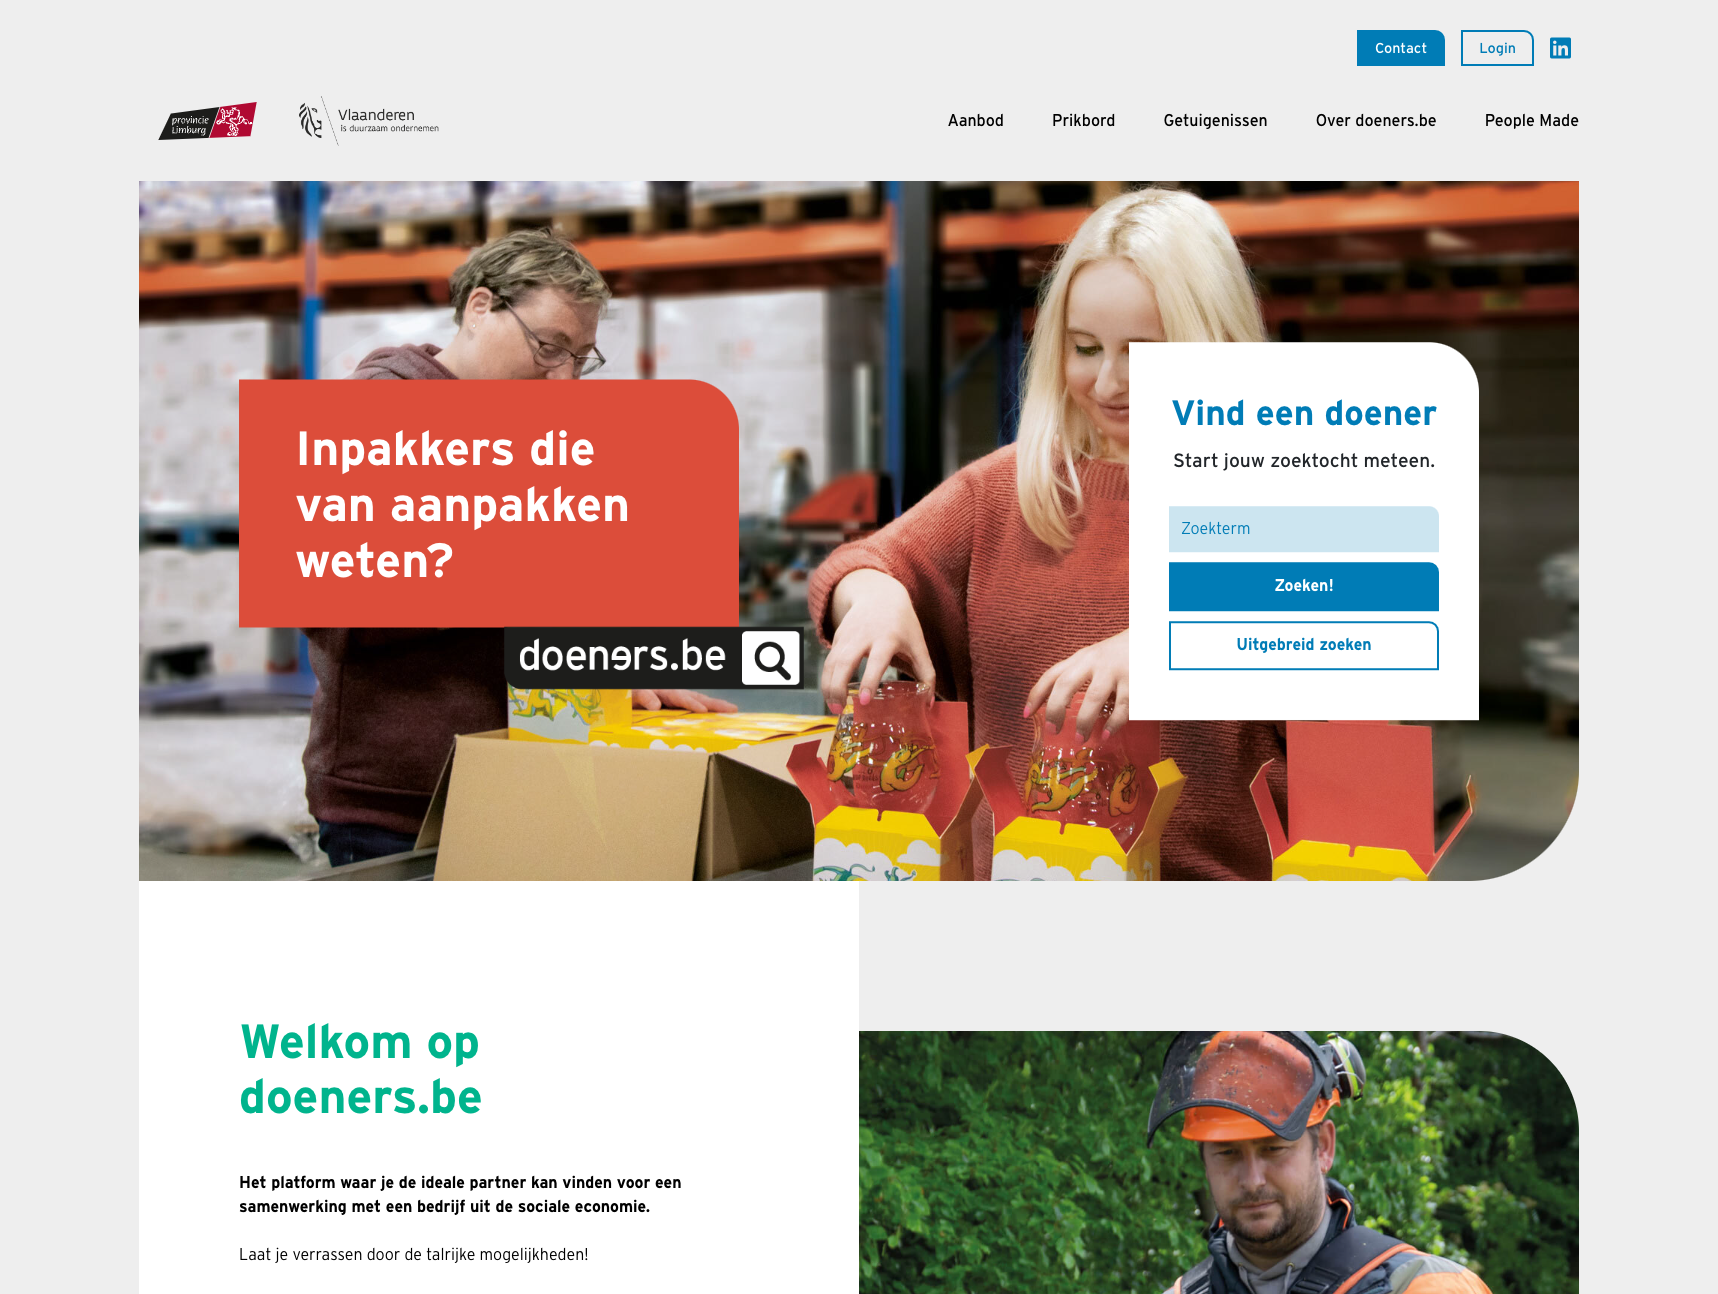 Contact
Login
in
provincie
Limburg
Vlaanderen
is duurzaam ondernemen
Aanbod
Prikbord
Getuigenissen
Over doeners.be
People Made
Inpakkers die
van aanpakken
weten?
doenərs.be
Vind een doener
Start jouw zoektocht meteen.
Zoekterm
Zoeken!
Uitgebreid zoeken
Welkom op
doeners.be
Het platform waar je de ideale partner kan vinden voor een
samenwerking met een bedrijf uit de sociale economie.
Laat je verrassen door de talrijke mogelijkheden!